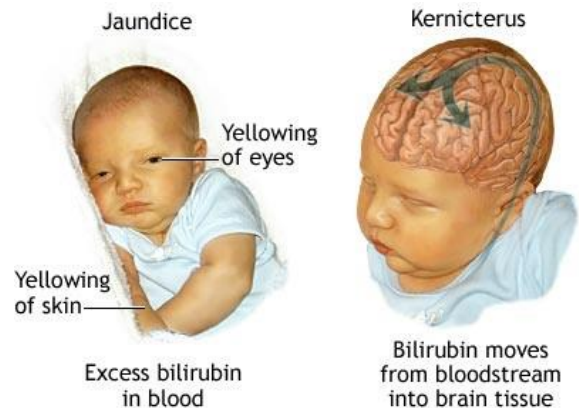 Jaundice
Yellowing
of eyes
Yellowing
of skin
Excess bilirubin
in blood
Kernicterus
Bilirubin moves
from bloodstream
into brain tissue